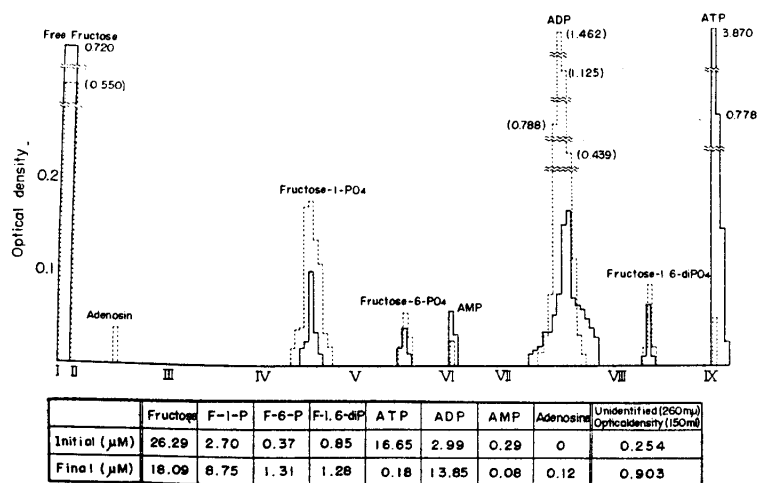 ADP
ATP
Free Fructose
0.720
(0.550)
(1.462)
(1.125)
(0.788)
(0.439)
3.870
0.778
Optical density
0.2
0.1
Fructose-1-PO4
Adenosin
Fructose-6-PO4
AMP
Fructose-1.6-diPO4
I II III IV V VI VII VIII IX
Fructose F-1-P F-6-P F-1.6-diP ATP ADP AMP Adenosine Unidentified (260mμ) Opticaldensity (150ml)
Initial (μM) 26.29 2.70 0.37 0.85 16.65 2.99 0.29 0 0.254
Final (μM) 18.09 8.75 1.31 1.28 0.18 13.85 0.08 0.12 0.903